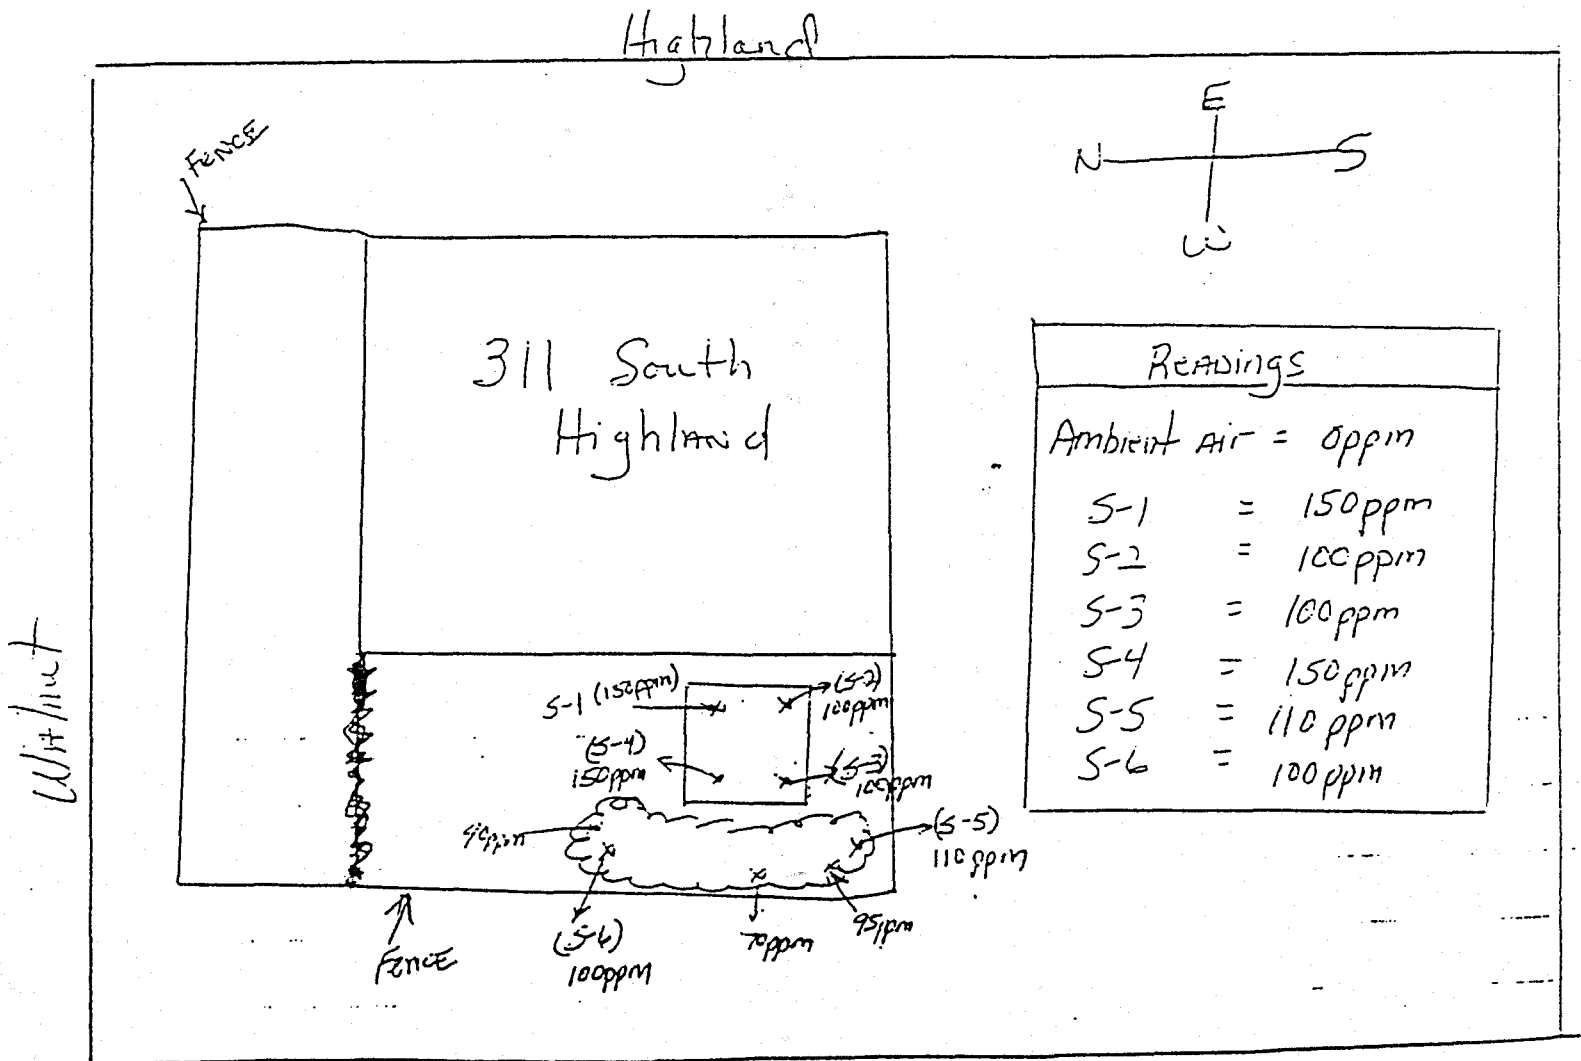 Highland
FENCE
E
N S
W
311 South
Highland
Readings
Ambient Air = 0ppm
S-1 = 150ppm
S-2 = 100ppm
S-3 = 100ppm
S-4 = 150ppm
S-5 = 110ppm
S-6 = 100ppm
S-1 (150ppm)
(S-2)
100ppm
(S-4)
150ppm
(S-3)
100ppm
(S-5)
110ppm
95ppm
70ppm
(S-6)
100ppm
FENCE